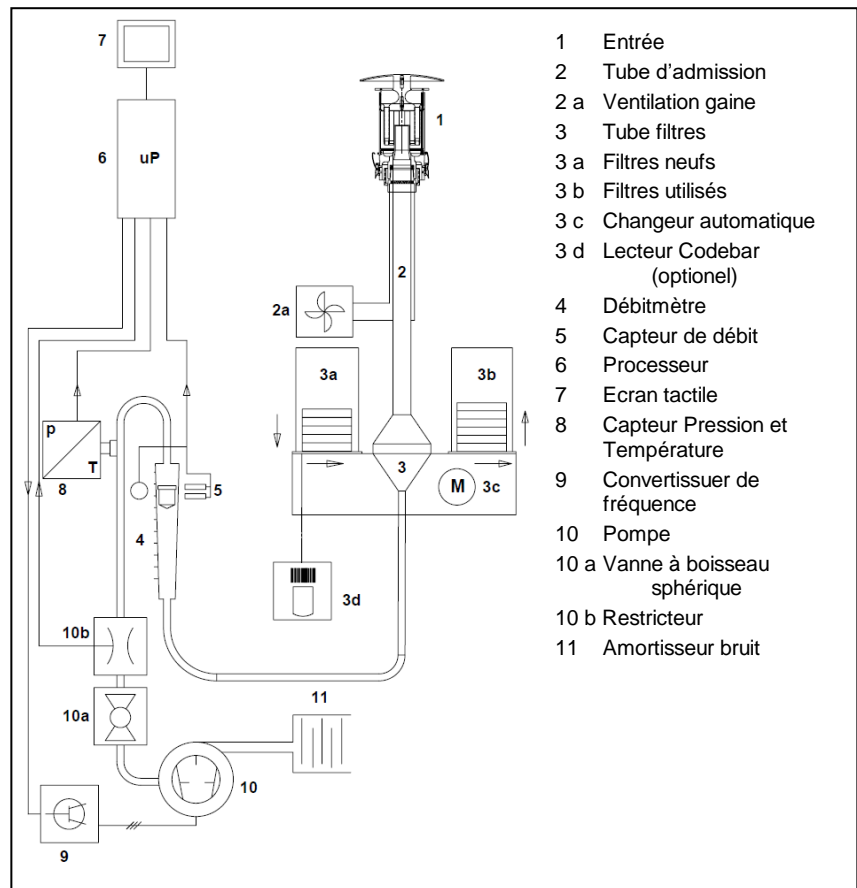 7
6
uP
1
2
2a
3a
3b
3
M
3c
p
T
8
5
4
3d
10b
10a
11
10
9
1 Entrée
2 Tube d'admission
2 a Ventilation gaine
3 Tube filtres
3 a Filtres neufs
3 b Filtres utilisés
3 c Changeur automatique
3 d Lecteur Codebar
(optionel)
4 Débitmètre
5 Capteur de débit
6 Processeur
7 Ecran tactile
8 Capteur Pression et
Température
9 Convertissuer de
fréquence
10 Pompe
10 a Vanne à boisseau
sphérique
10 b Restricteur
11 Amortisseur bruit